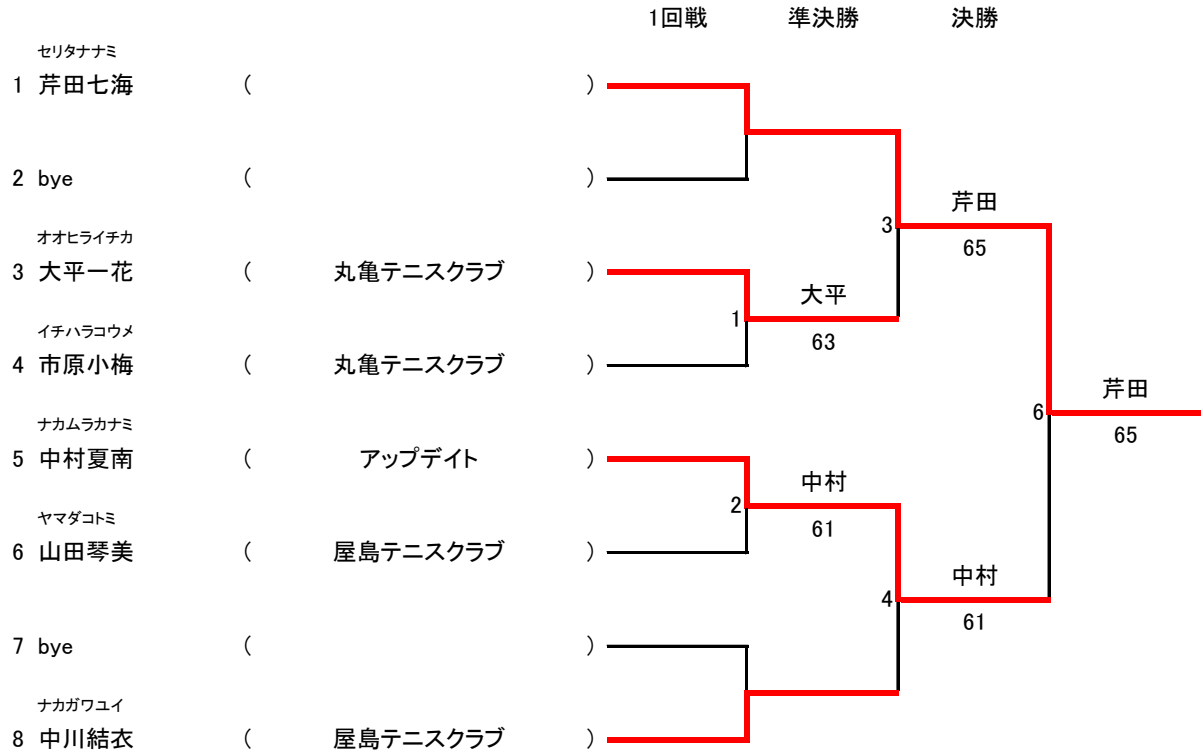 1回戦 準決勝 決勝
セリタナナミ
1 芹田七海 ( )
2 bye ( )
芹田
オオヒライチカ
3
65
3 大平一花 ( 丸亀テニスクラブ )
大平
イチハラコウメ
1
63
4 市原小梅 ( 丸亀テニスクラブ )
芹田
ナカムラカナミ
6
65
5 中村夏南 ( アップデイト )
中村
ヤマダコトミ
2
61
6 山田琴美 ( 屋島テニスクラブ )
中村
4
61
7 bye ( )
ナカガワユイ
8 中川結衣 ( 屋島テニスクラブ )